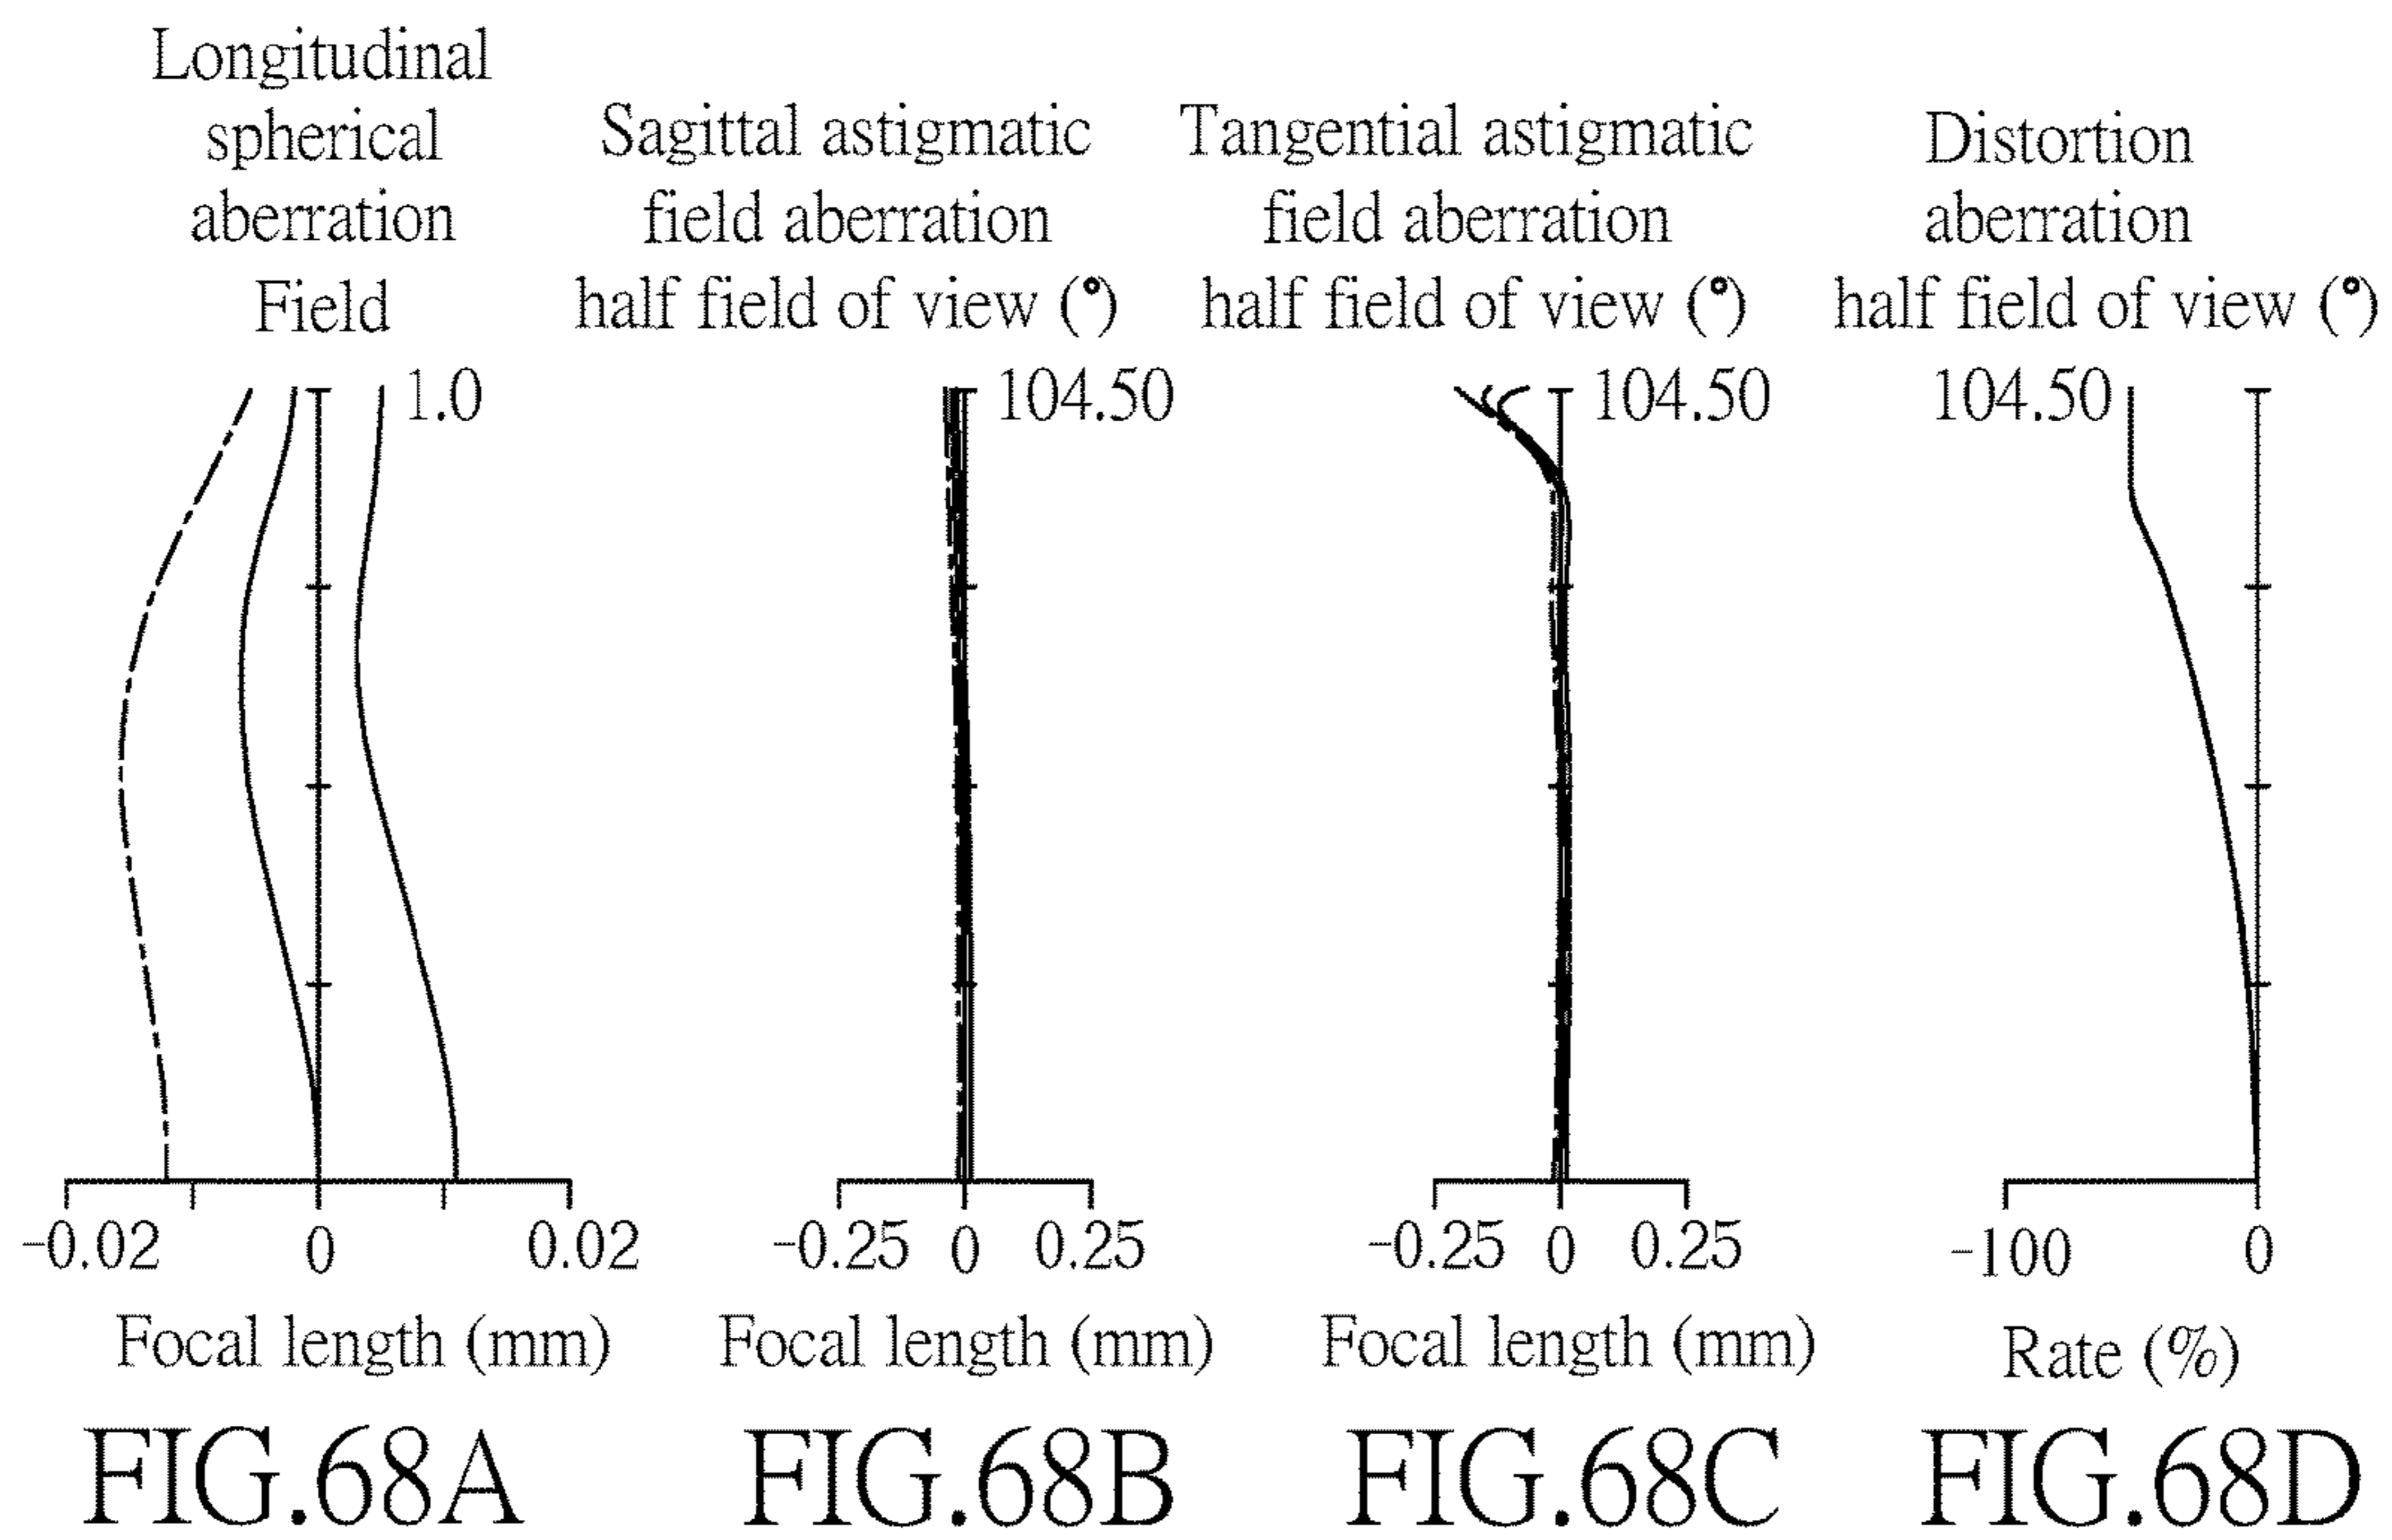 Longitudinal
spherical
aberration
Field
1.0
-0.02
0
0.02
Focal length (mm)
FIG.68A
Sagittal astigmatic
field aberration
half field of view (°)
104.50
-0.25
0
0.25
Focal length (mm)
FIG.68B
Tangential astigmatic
field aberration
half field of view (°)
104.50
-0.25
0
0.25
Focal length (mm)
FIG.68C
Distortion
aberration
half field of view (°)
104.50
-100
0
Rate (%)
FIG.68D